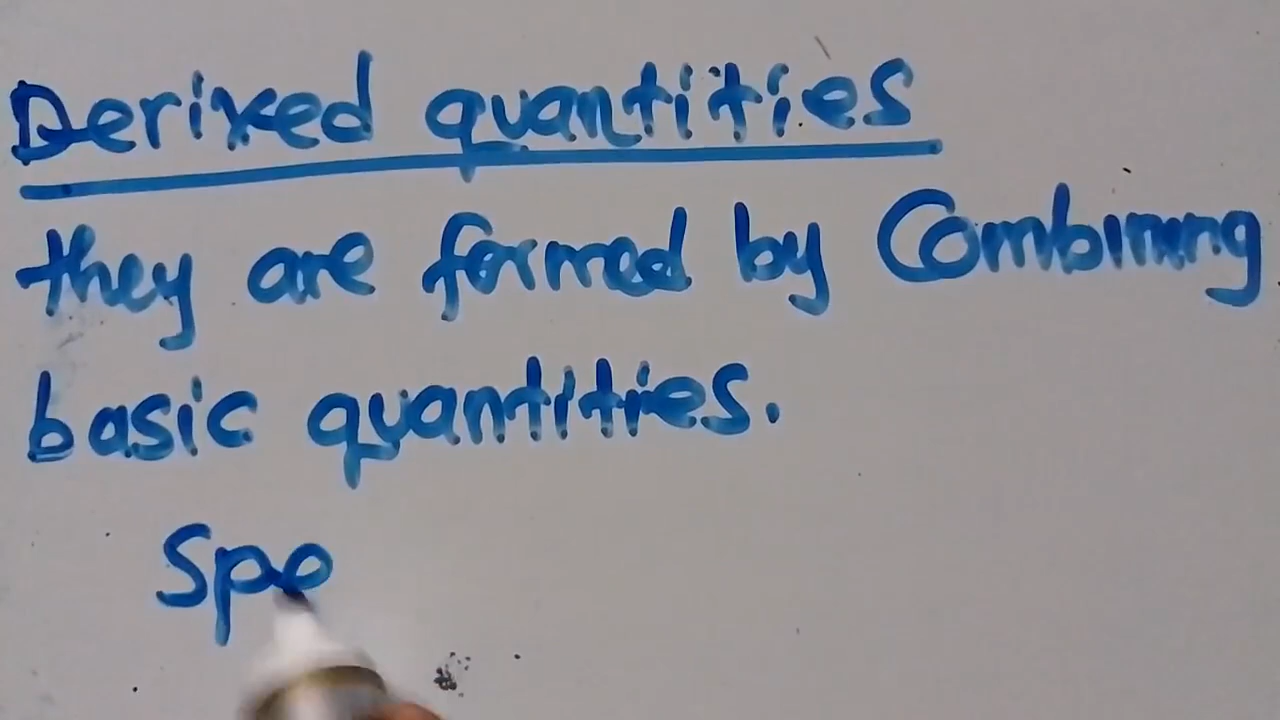 Derived quantities
they are formed by Combining
basic quantities.
Spe